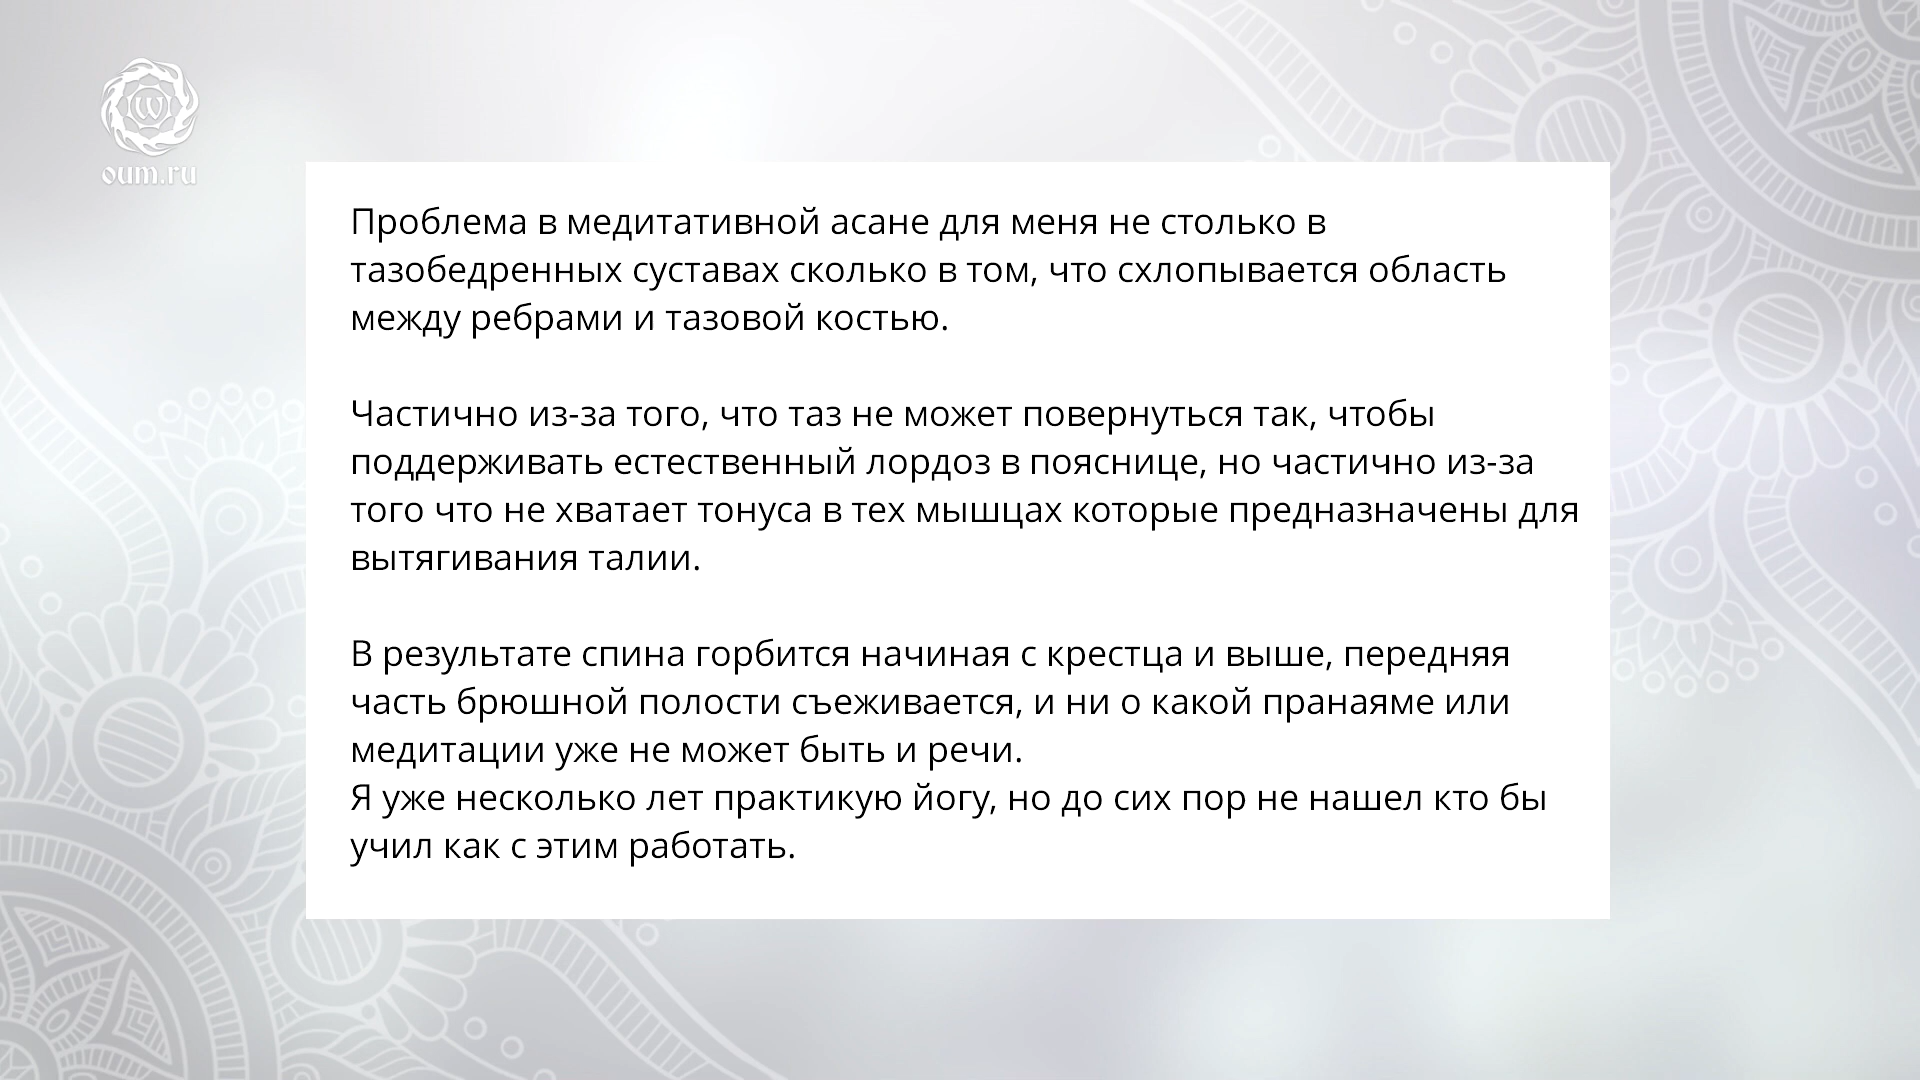 oum.ru
Проблема в медитативной асане для меня не столько в
тазобедренных суставах сколько в том, что схлопывается область
между ребрами и тазовой костью.
Частично из-за того, что таз не может повернуться так, чтобы
поддерживать естественный лордоз в пояснице, но частично из-за
того что не хватает тонуса в тех мышцах которые предназначены для
вытягивания талии.
В результате спина горбится начиная с крестца и выше, передняя
часть брюшной полости съеживается, и ни о какой пранаяме или
медитации уже не может быть и речи.
Я уже несколько лет практикую йогу, но до сих пор не нашел кто бы
учил как с этим работать.